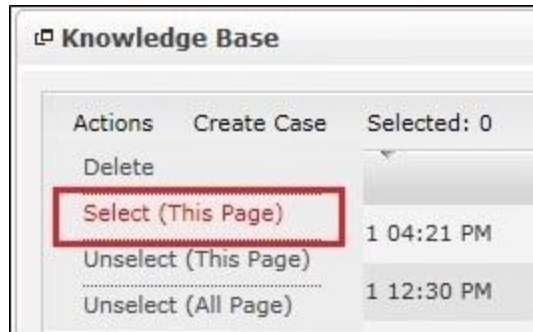 Knowledge Base
Actions Create Case Selected: 0
Delete
Select (This Page)
1 04:21 PM
Unselect (This Page)
1 12:30 PM
Unselect (All Page)